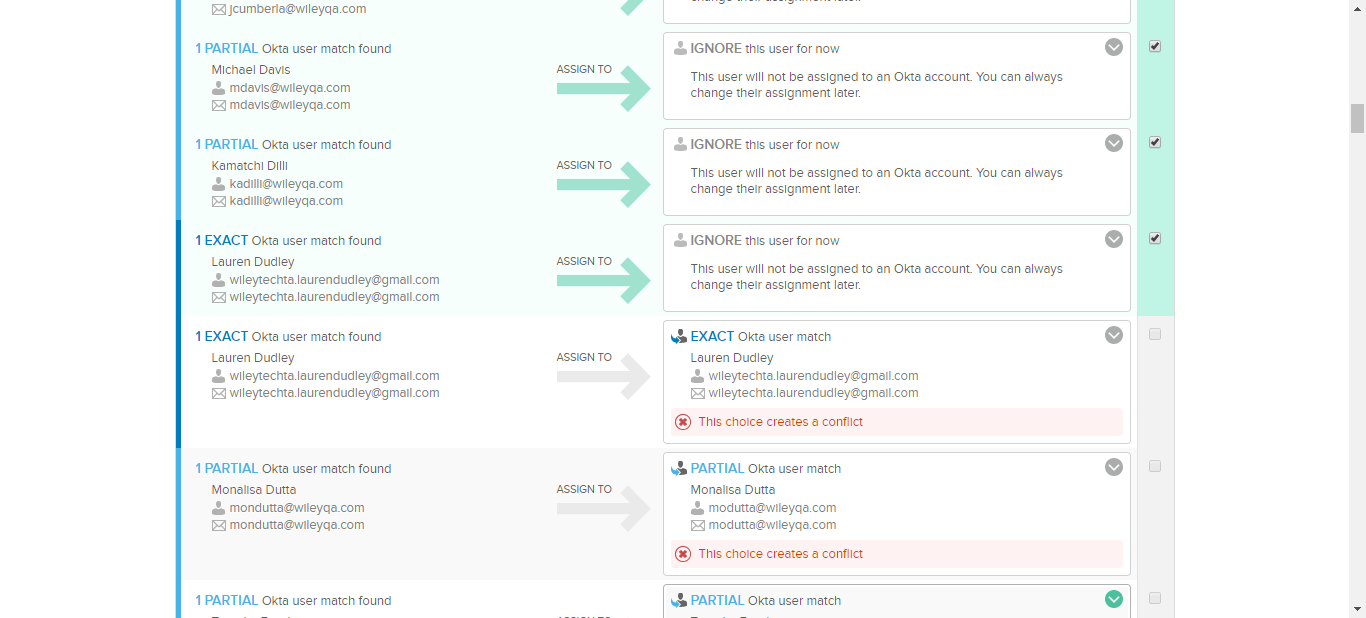 change their assignment later.
jcumberla@wileyqa.com
1 PARTIAL Okta user match found
Michael Davis
mdavis@wileyqa.com
mdavis@wileyqa.com
ASSIGN TO
IGNORE this user for now
This user will not be assigned to an Okta account. You can always
change their assignment later.
1 PARTIAL Okta user match found
Kamatchi Dilli
kadilli@wileyqa.com
kadilli@wileyqa.com
ASSIGN TO
IGNORE this user for now
This user will not be assigned to an Okta account. You can always
change their assignment later.
1 EXACT Okta user match found
Lauren Dudley
wileytechta.laurendudley@gmail.com
wileytechta.laurendudley@gmail.com
ASSIGN TO
IGNORE this user for now
This user will not be assigned to an Okta account. You can always
change their assignment later.
1 EXACT Okta user match found
Lauren Dudley
wileytechta.laurendudley@gmail.com
wileytechta.laurendudley@gmail.com
ASSIGN TO
EXACT Okta user match
Lauren Dudley
wileytechta.laurendudley@gmail.com
wileytechta.laurendudley@gmail.com
This choice creates a conflict
1 PARTIAL Okta user match found
Monalisa Dutta
mondutta@wileyqa.com
mondutta@wileyqa.com
ASSIGN TO
PARTIAL Okta user match
Monalisa Dutta
modutta@wileyqa.com
modutta@wileyqa.com
This choice creates a conflict
1 PARTIAL Okta user match found
PARTIAL Okta user match